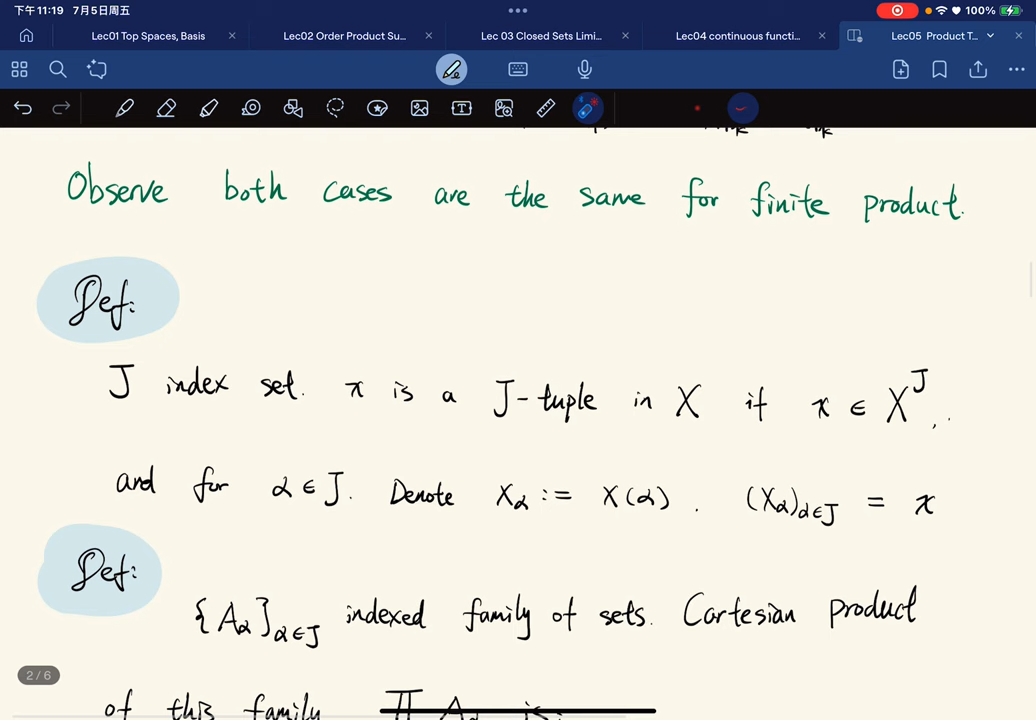 下午11:19 7月5日周五
100%
Lec01 Top Spaces, Basis
Lec02 Order Product Su...
Lec 03 Closed Sets Limi...
Lec04 continuous functi...
Lec05 Product T...
Observe both cases are the same for finite product.
Def:
J index set. x is a J-tuple in X if x ∈ X^J,
and for α ∈ J. Denote X_α := X(α). (X_α)_{α∈J} = x
Def:
{A_α}_{α∈J} indexed family of sets. Cartesian Product
2 / 6
of this family ∏ A_α is: